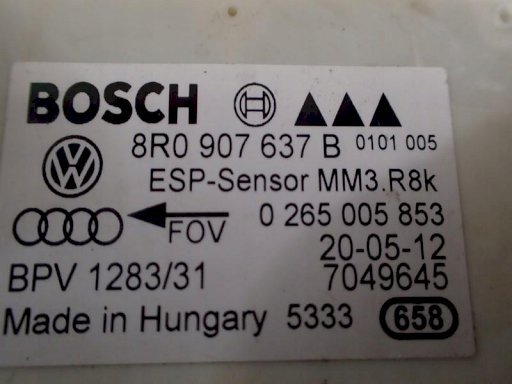 BOSCH
8R0 907 637 B 0101 005
ESP-Sensor MM3.R8k
FOV 0 265 005 853
20-05-12
BPV 1283/31 7049645
Made in Hungary 5333 658